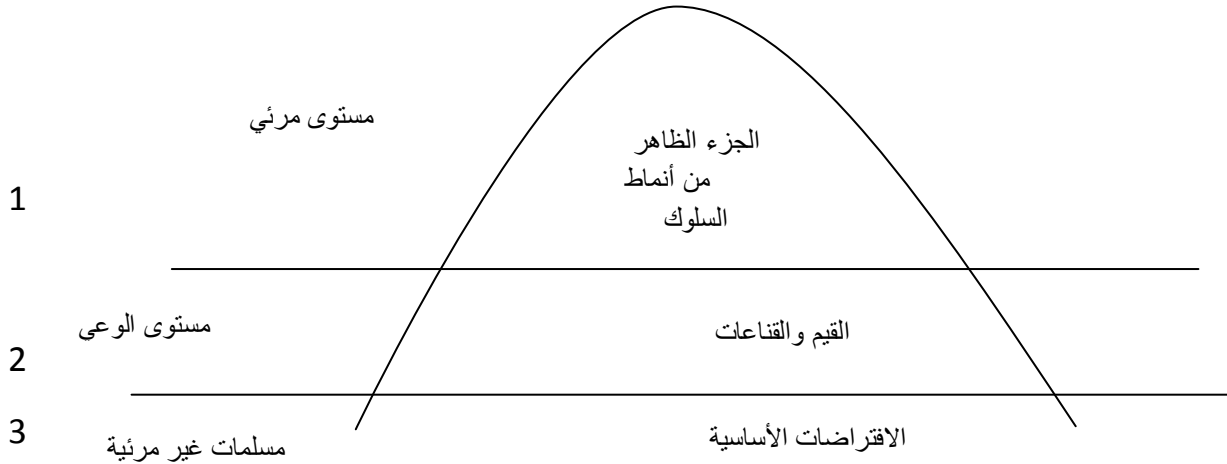 مستوى مرئي
الجزء الظاهر
من أنماط
السلوك
1
مستوى الوعي
القيم والقناعات
2
3
الافتراضات الأساسية
مسلمات غير مرئية